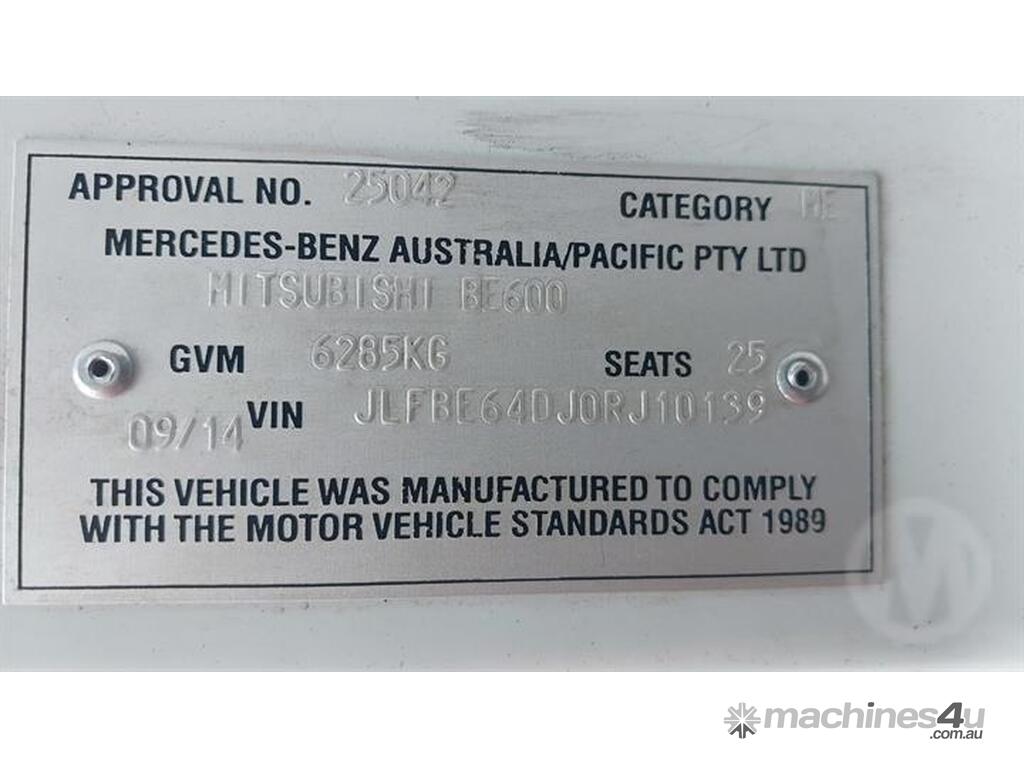 APPROVAL NO. 25042 CATEGORY ME
MERCEDES-BENZ AUSTRALIA/PACIFIC PTY LTD
MITSUBISHI BE600
GVM 6285KG SEATS 25
09/14 VIN JLFBE64DJ0RJ10139
THIS VEHICLE WAS MANUFACTURED TO COMPLY
WITH THE MOTOR VEHICLE STANDARDS ACT 1989
M
machines4u
.com.au